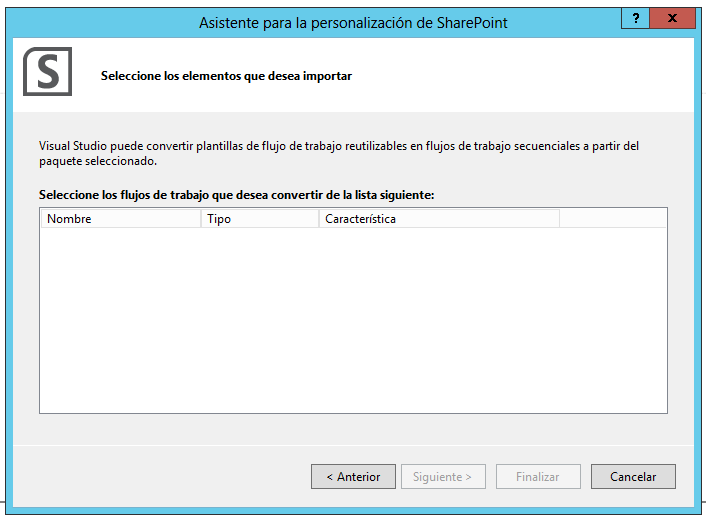 Asistente para la personalización de SharePoint
?
x
S
Seleccione los elementos que desea importar
Visual Studio puede convertir plantillas de flujo de trabajo reutilizables en flujos de trabajo secuenciales a partir del
paquete seleccionado.
Seleccione los flujos de trabajo que desea convertir de la lista siguiente:
Nombre Tipo Característica
< Anterior Siguiente > Finalizar Cancelar